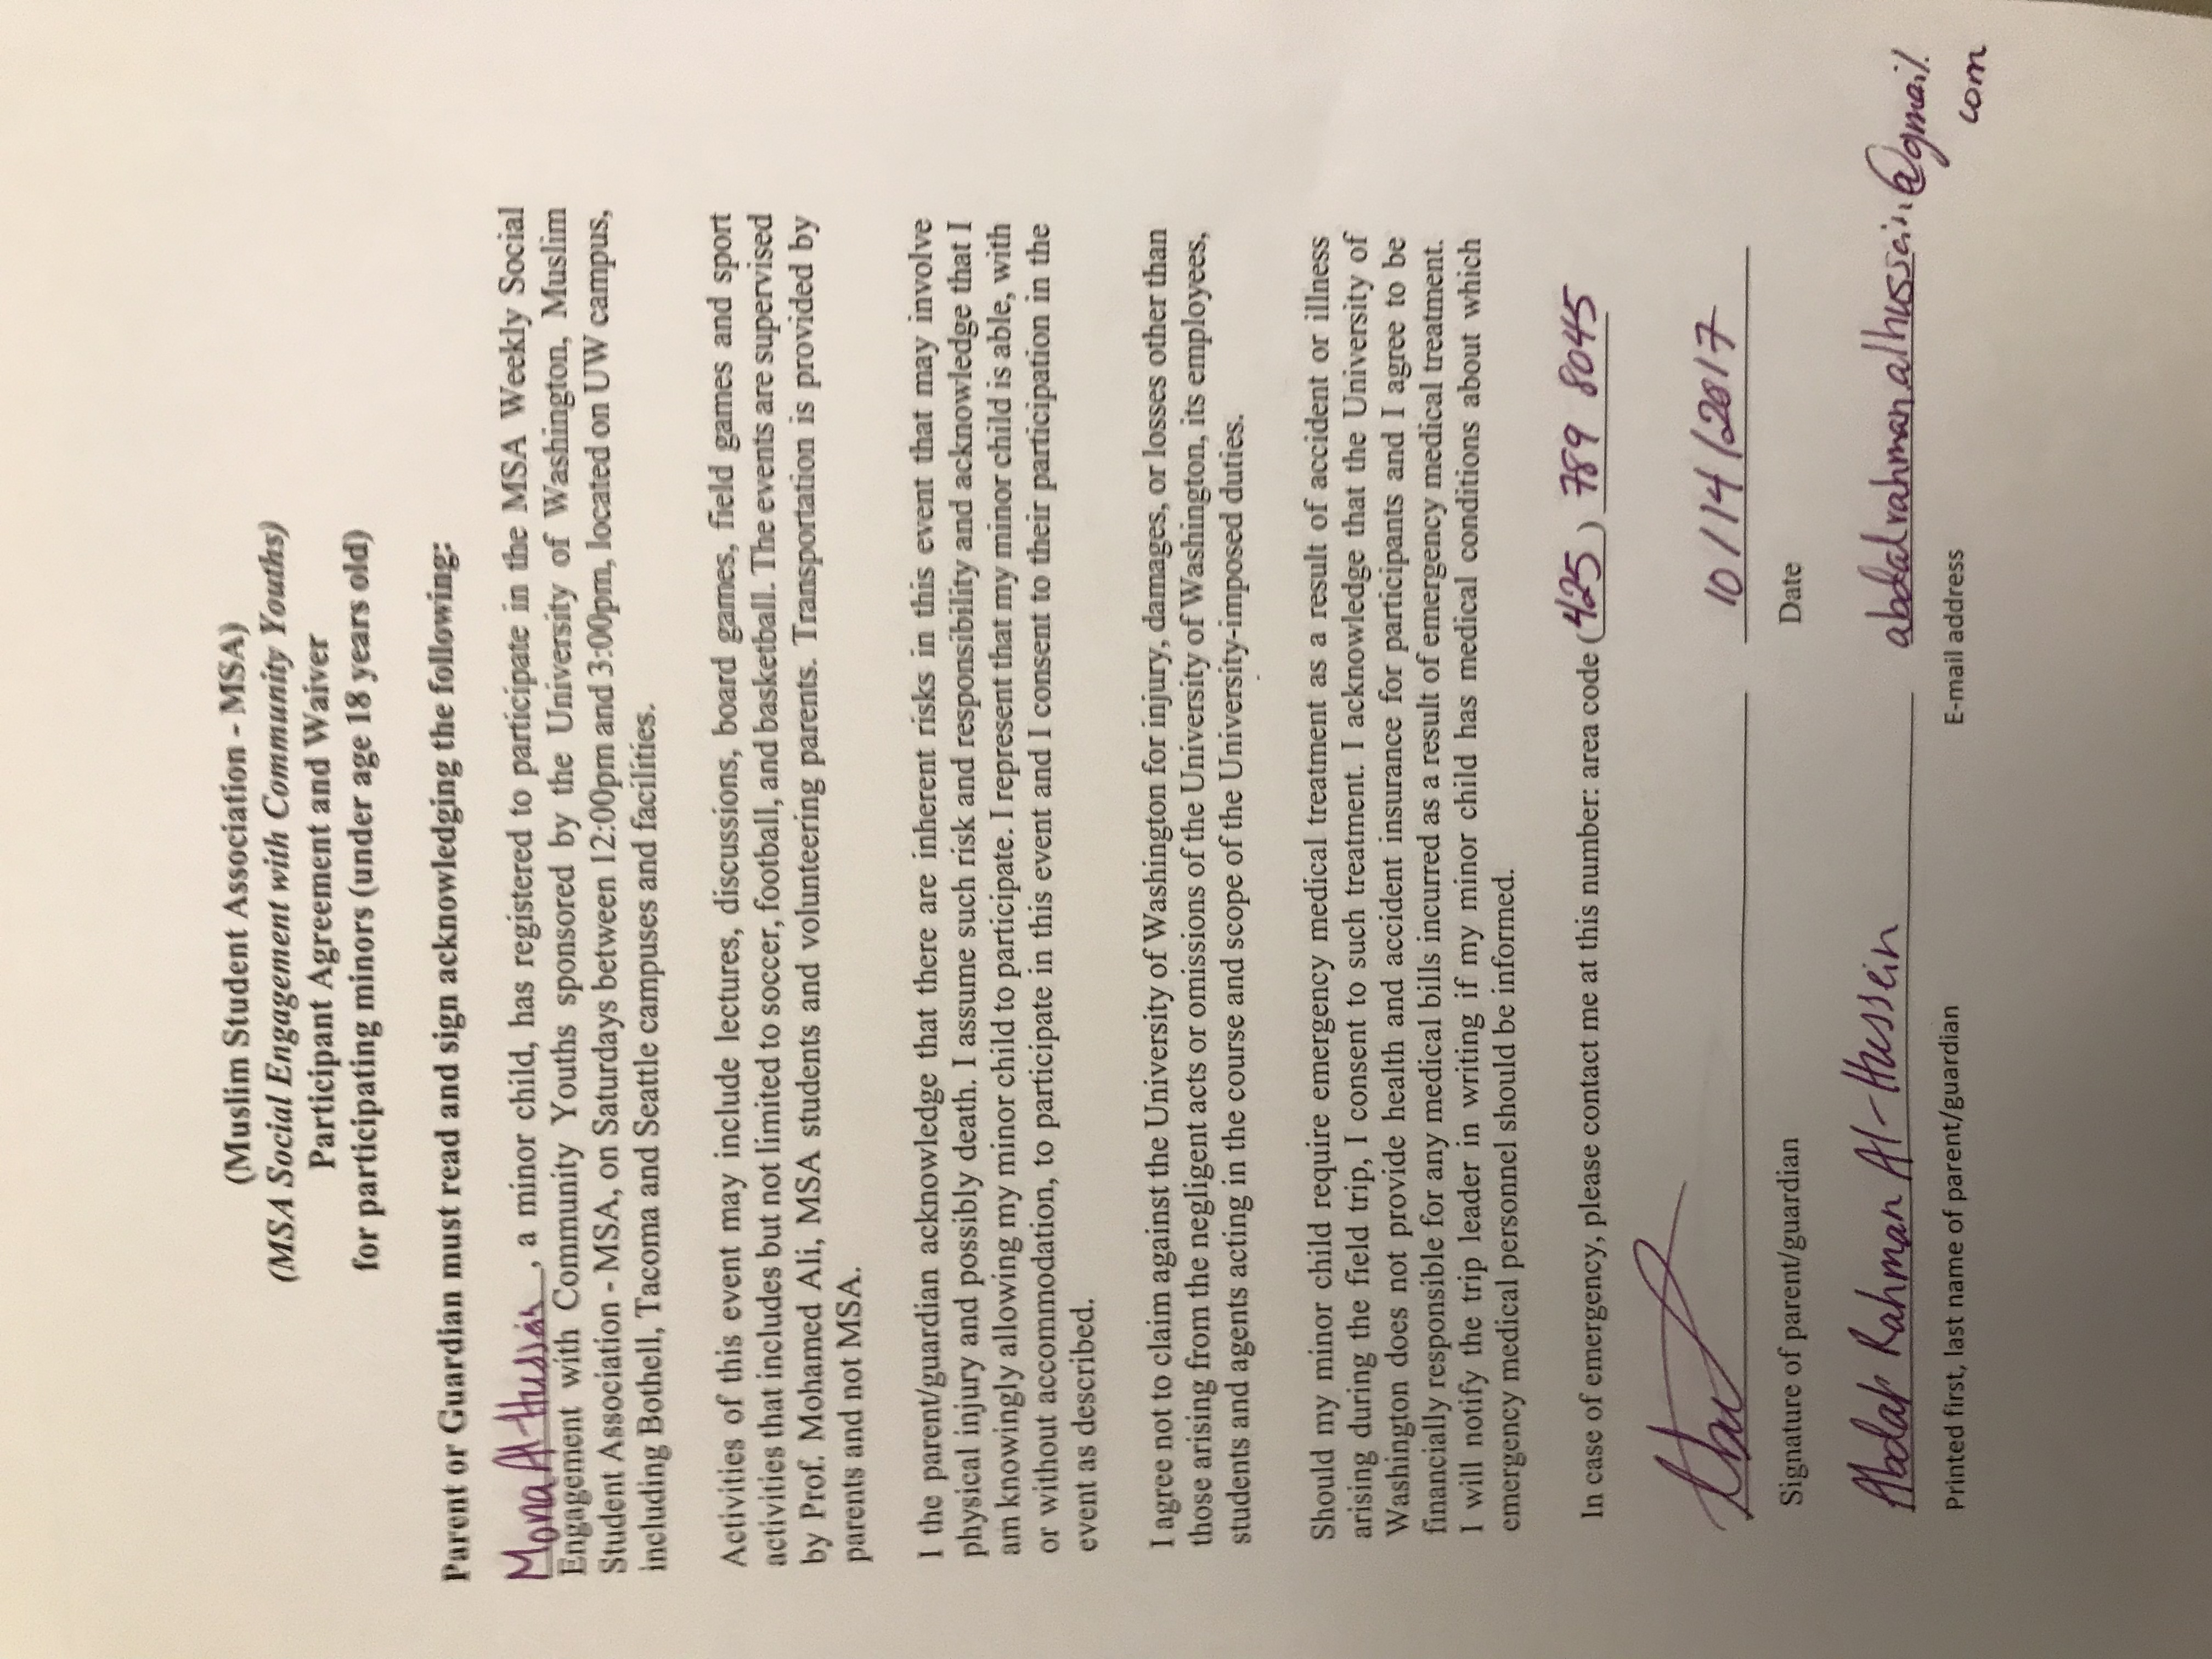 (Muslim Student Association - MSA)
(MSA Social Engagement with Community Youths)
Participant Agreement and Waiver
for participating minors (under age 18 years old)
Parent or Guardian must read and sign acknowledging the following:
Mona Al-Hussain, a minor child, has registered to participate in the MSA Weekly Social
Engagement with Community Youths sponsored by the University of Washington, Muslim
Student Association - MSA, on Saturdays between 12:00pm and 3:00pm, located on UW campus,
including Bothell, Tacoma and Seattle campuses and facilities.
Activities of this event may include lectures, discussions, board games, field games and sport
activities that includes but not limited to soccer, football, and basketball. The events are supervised
by Prof. Mohamed Ali, MSA students and volunteering parents. Transportation is provided by
parents and not MSA.
I the parent/guardian acknowledge that there are inherent risks in this event that may involve
physical injury and possibly death. I assume such risk and responsibility and acknowledge that I
am knowingly allowing my minor child to participate. I represent that my minor child is able, with
or without accommodation, to participate in this event and I consent to their participation in the
event as described.
I agree not to claim against the University of Washington for injury, damages, or losses other than
those arising from the negligent acts or omissions of the University of Washington, its employees,
students and agents acting in the course and scope of the University-imposed duties.
Should my minor child require emergency medical treatment as a result of accident or illness
arising during the field trip, I consent to such treatment. I acknowledge that the University of
Washington does not provide health and accident insurance for participants and I agree to be
financially responsible for any medical bills incurred as a result of emergency medical treatment.
I will notify the trip leader in writing if my minor child has medical conditions about which
emergency medical personnel should be informed.
In case of emergency, please contact me at this number: area code (425) 789 8045
10/14/2017
Signature of parent/guardian Date
Abdal Rahman Al-Hussein abdalrahman.alhussein@gmail.
com
Printed first, last name of parent/guardian E-mail address